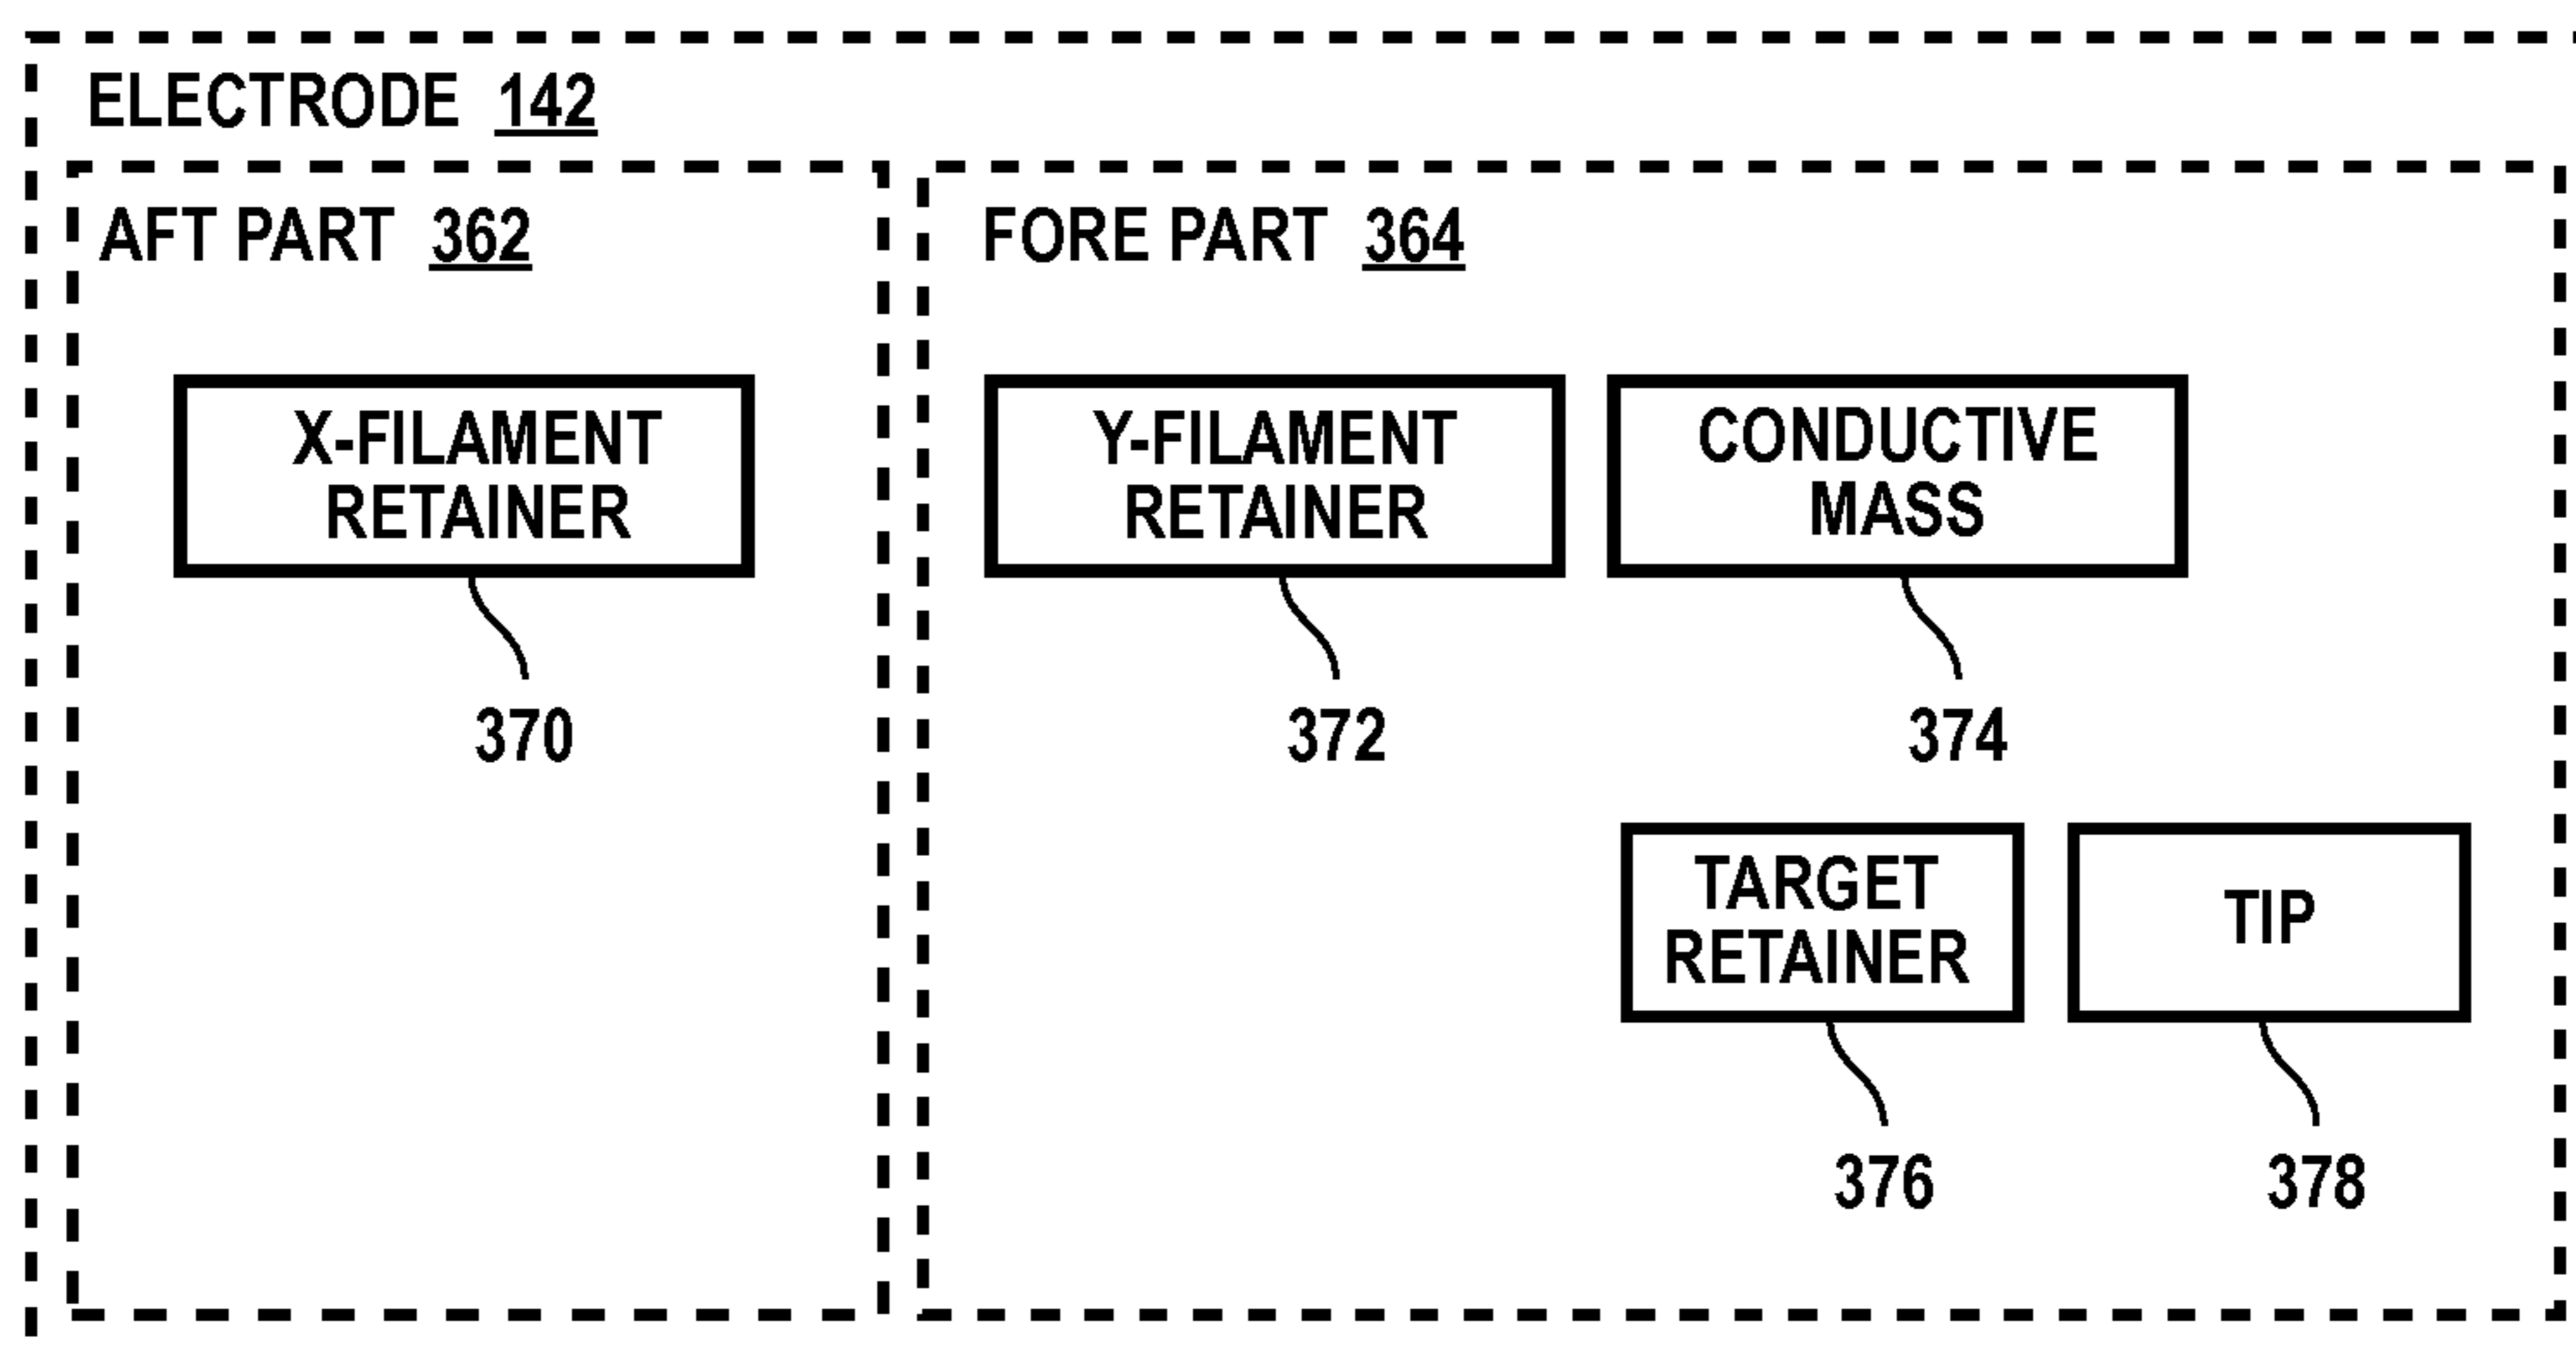 ELECTRODE 142
AFT PART 362
FORE PART 364
X-FILAMENT
RETAINER
Y-FILAMENT
RETAINER
CONDUCTIVE
MASS
370
372
374
TARGET
RETAINER
TIP
376
378